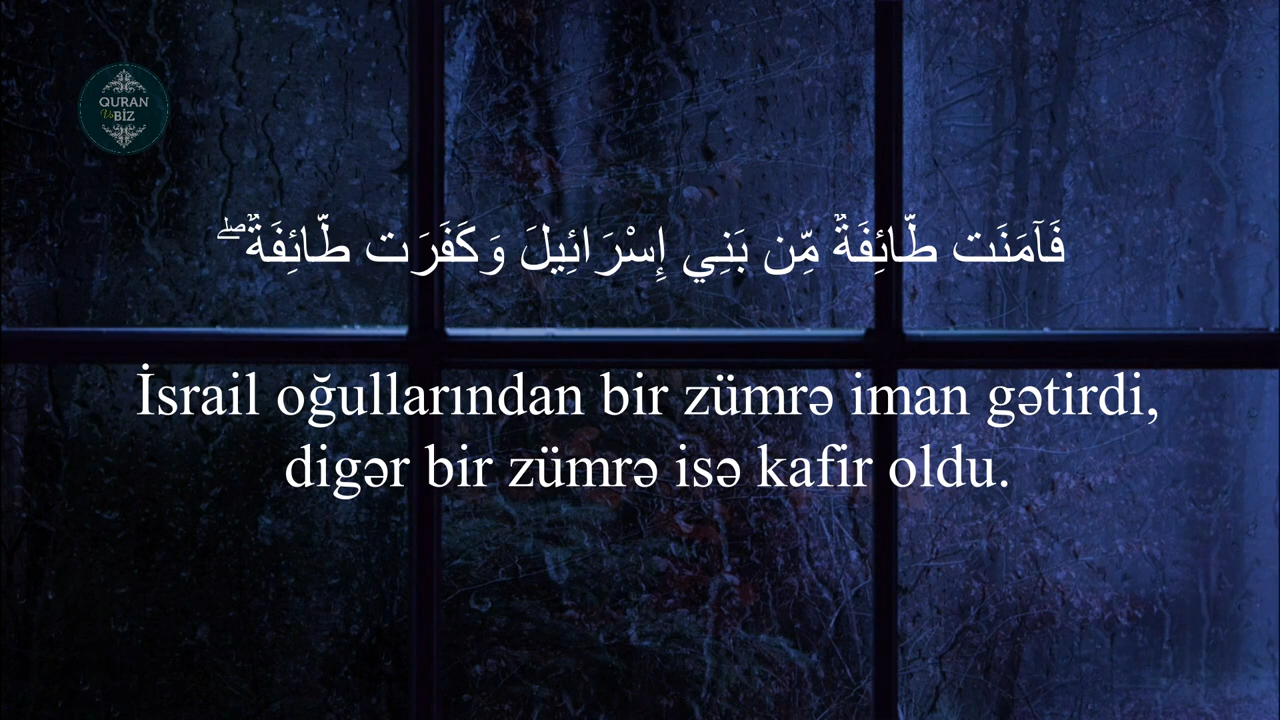 QURAN
Və BİZ
فَآمَنَت طَّائِفَةٌ مِّن بَنِي إِسْرَائِيلَ وَكَفَرَت طَّائِفَةٌ ۖ
İsrail oğullarından bir zümrə iman gətirdi,
digər bir zümrə isə kafir oldu.